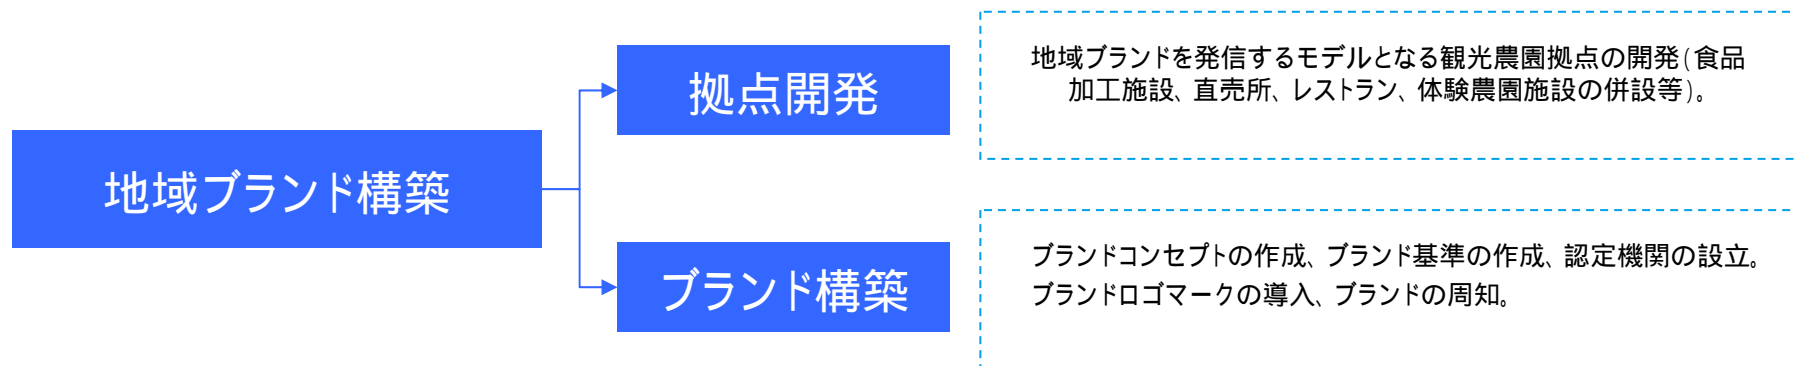 地域ブランド構築
拠点開発
地域ブランドを発信するモデルとなる観光農園拠点の開発(食品
加工施設、直売所、レストラン、体験農園施設の併設等)。
ブランド構築
ブランドコンセプトの作成、ブランド基準の作成、認定機関の設立。
ブランドロゴマークの導入、ブランドの周知。